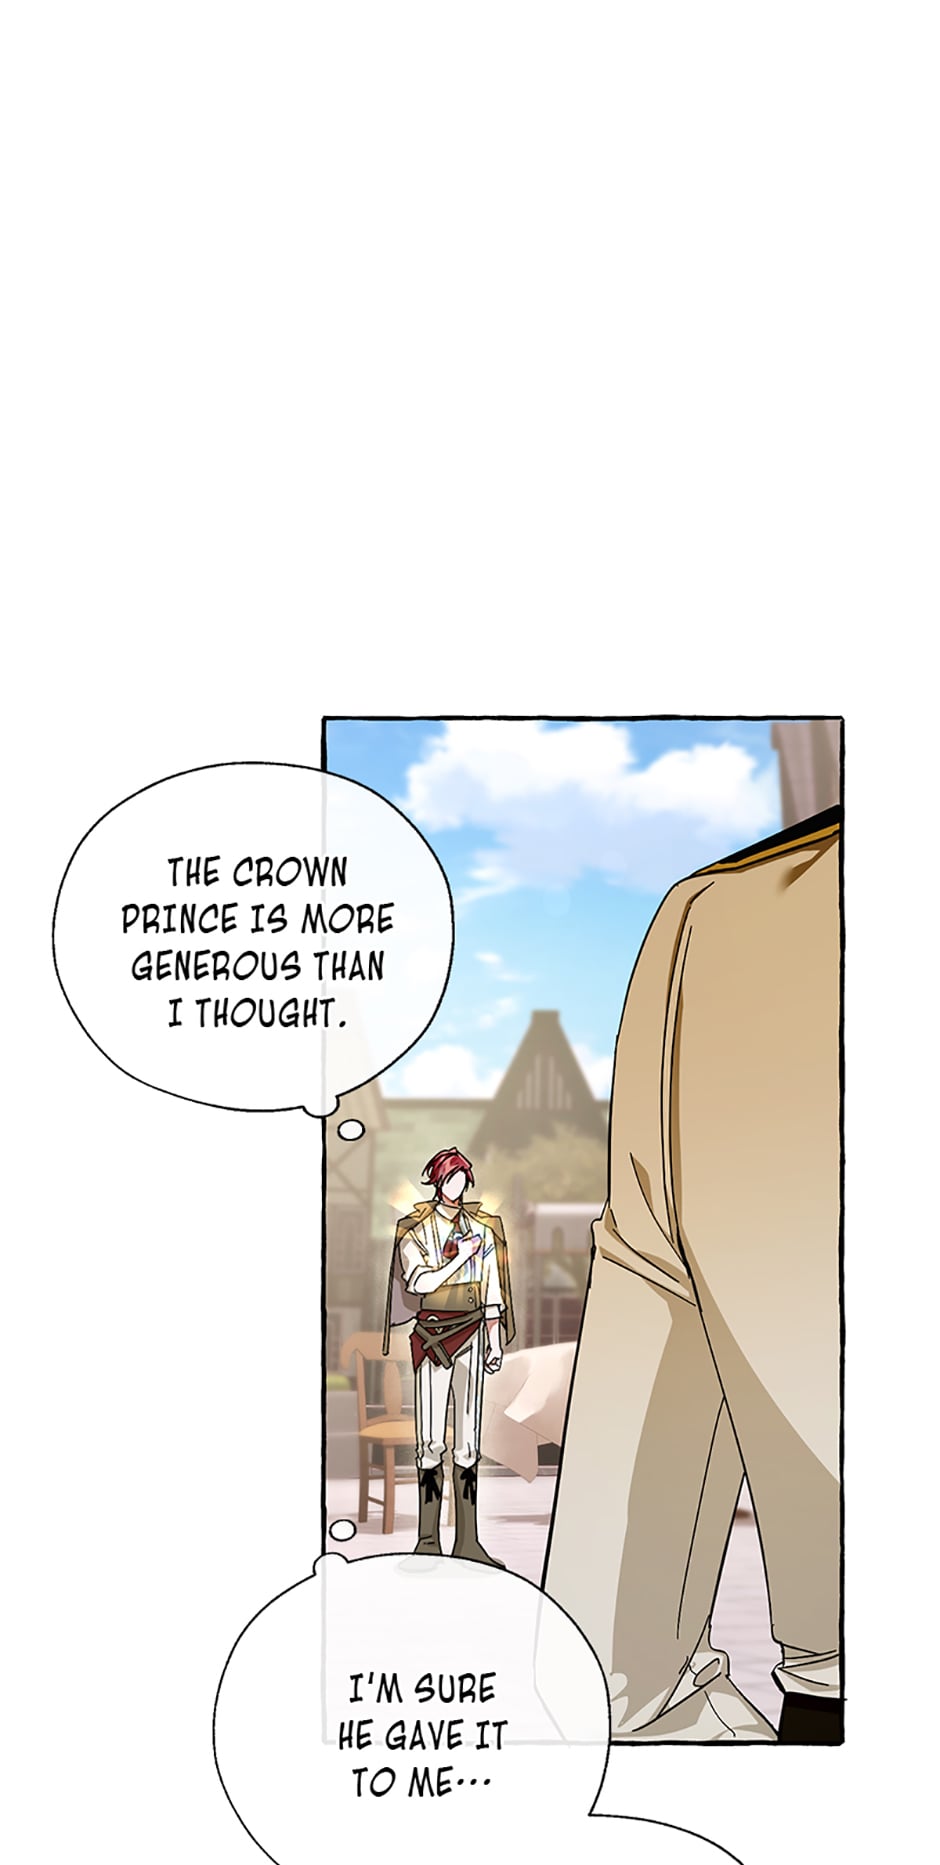 THE CROWN
PRINCE IS MORE
GENEROUS THAN
I THOUGHT.
I'M SURE
HE GAVE IT
TO ME...